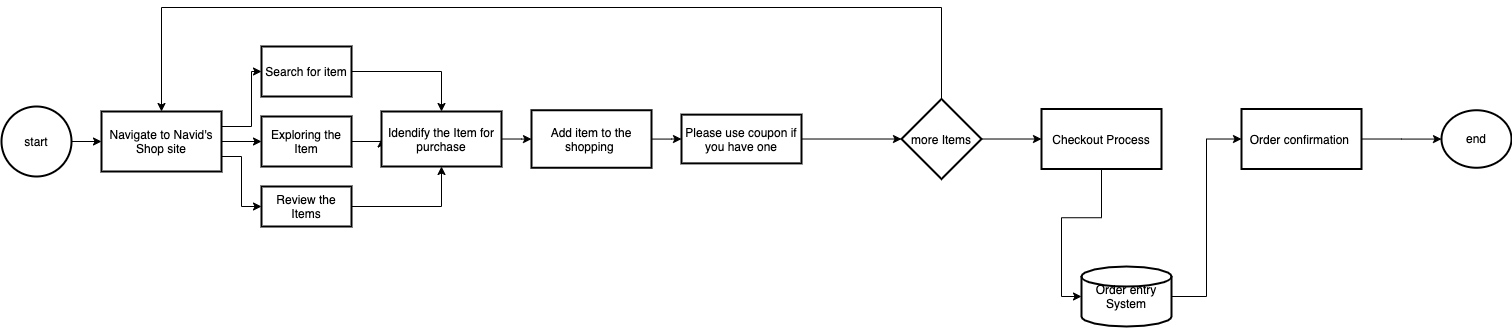 start
Navigate to Navid's
Shop site
Search for item
Exploring the
Item
Review the
Items
Idendify the Item for
purchase
Add item to the
shopping
Please use coupon if
you have one
more Items
Checkout Process
Order entry
System
Order confirmation
end